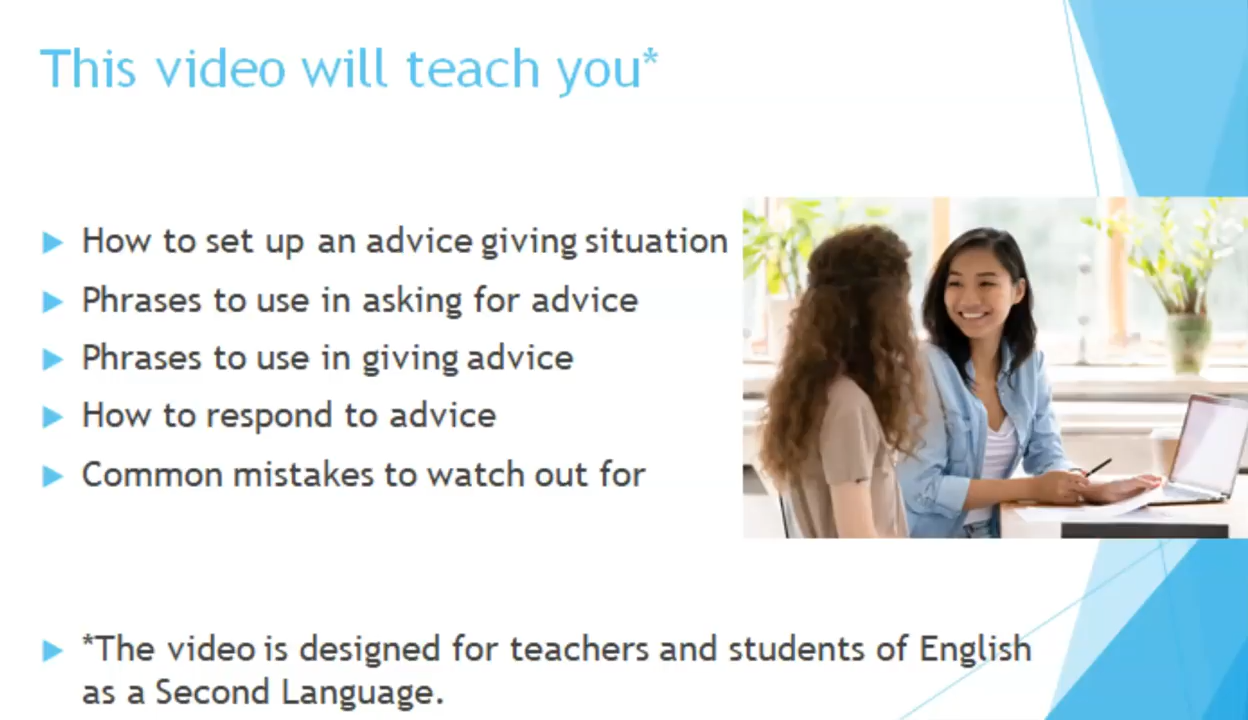 This video will teach you*
How to set up an advice giving situation
Phrases to use in asking for advice
Phrases to use in giving advice
How to respond to advice
Common mistakes to watch out for
*The video is designed for teachers and students of English
as a Second Language.